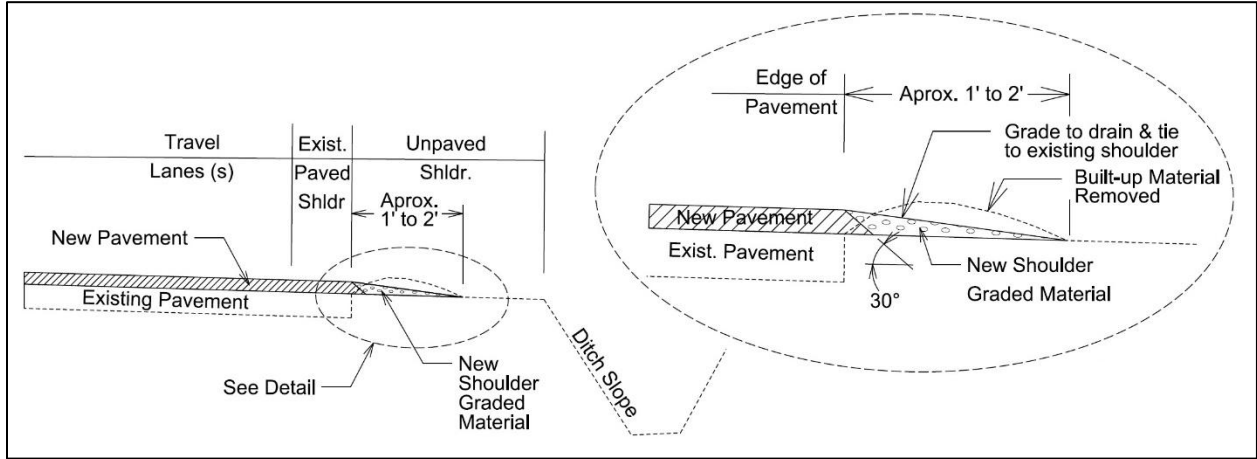 Travel
Lanes (s)
Exist.
Paved
Shldr
Unpaved
Shldr.
Aprox.
1' to 2'
New Pavement
Existing Pavement
See Detail
New
Shoulder
Graded
Material
Ditch Slope
Edge of
Pavement
Aprox. 1' to 2'
Grade to drain & tie
to existing shoulder
Built-up Material
Removed
New Pavement
Exist. Pavement
30°
New Shoulder
Graded Material